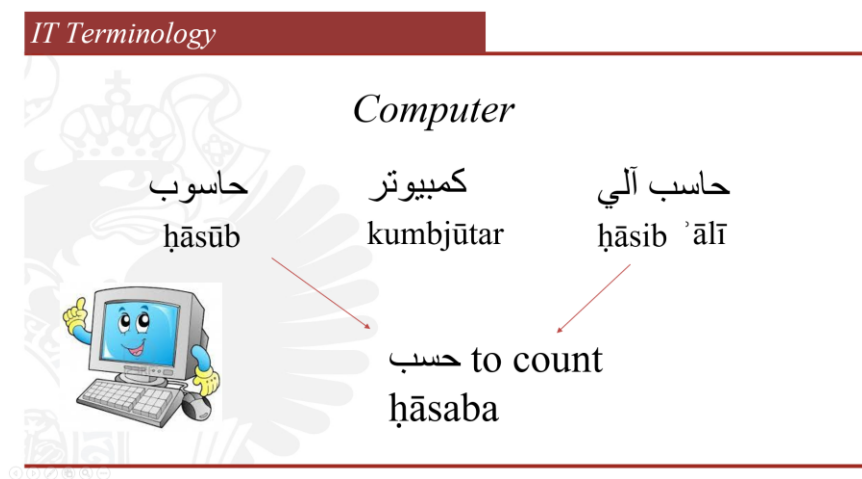 IT Terminology
Computer
حاسوب
ḥāsūb
كمبيوتر
kumbjūtar
حاسب آلي
ḥāsib ʾālī
حسب to count
ḥāsaba